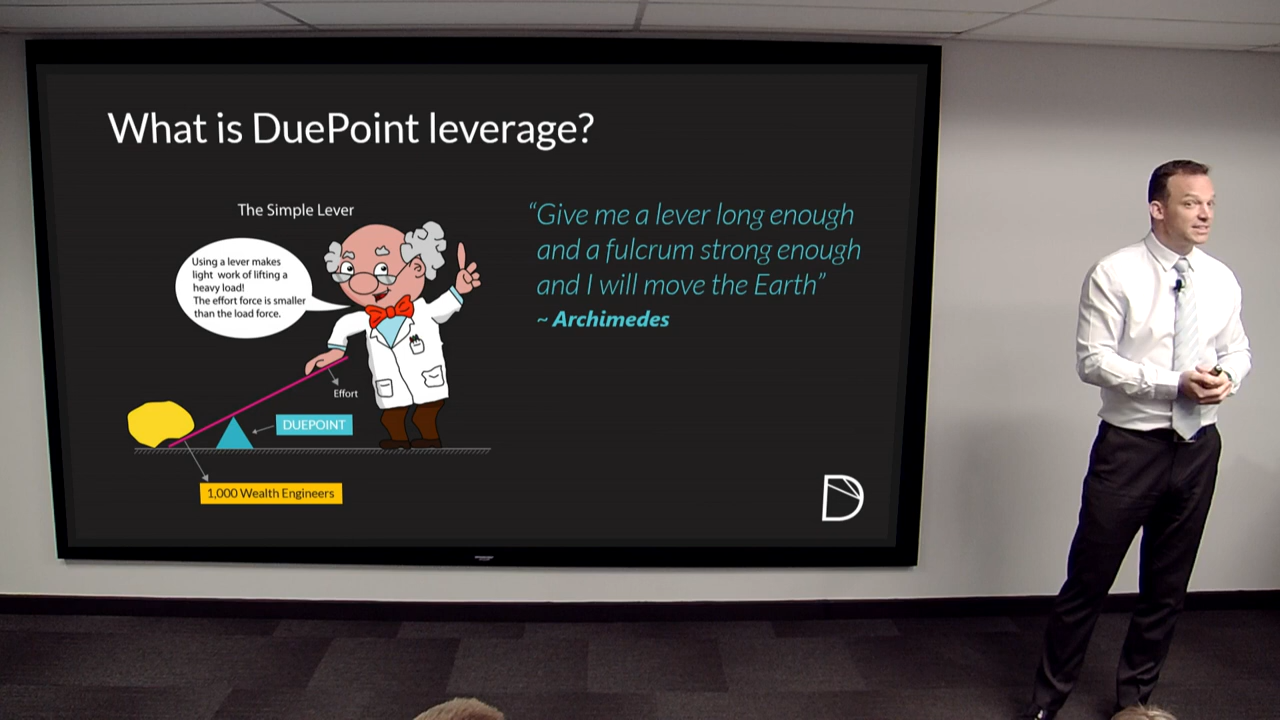 What is DuePoint leverage?
The Simple Lever
Using a lever makes
light work of lifting a
heavy load!
The effort force is smaller
than the load force.
Effort
DUEPOINT
1,000 Wealth Engineers
“Give me a lever long enough
and a fulcrum strong enough
and I will move the Earth”
~ Archimedes